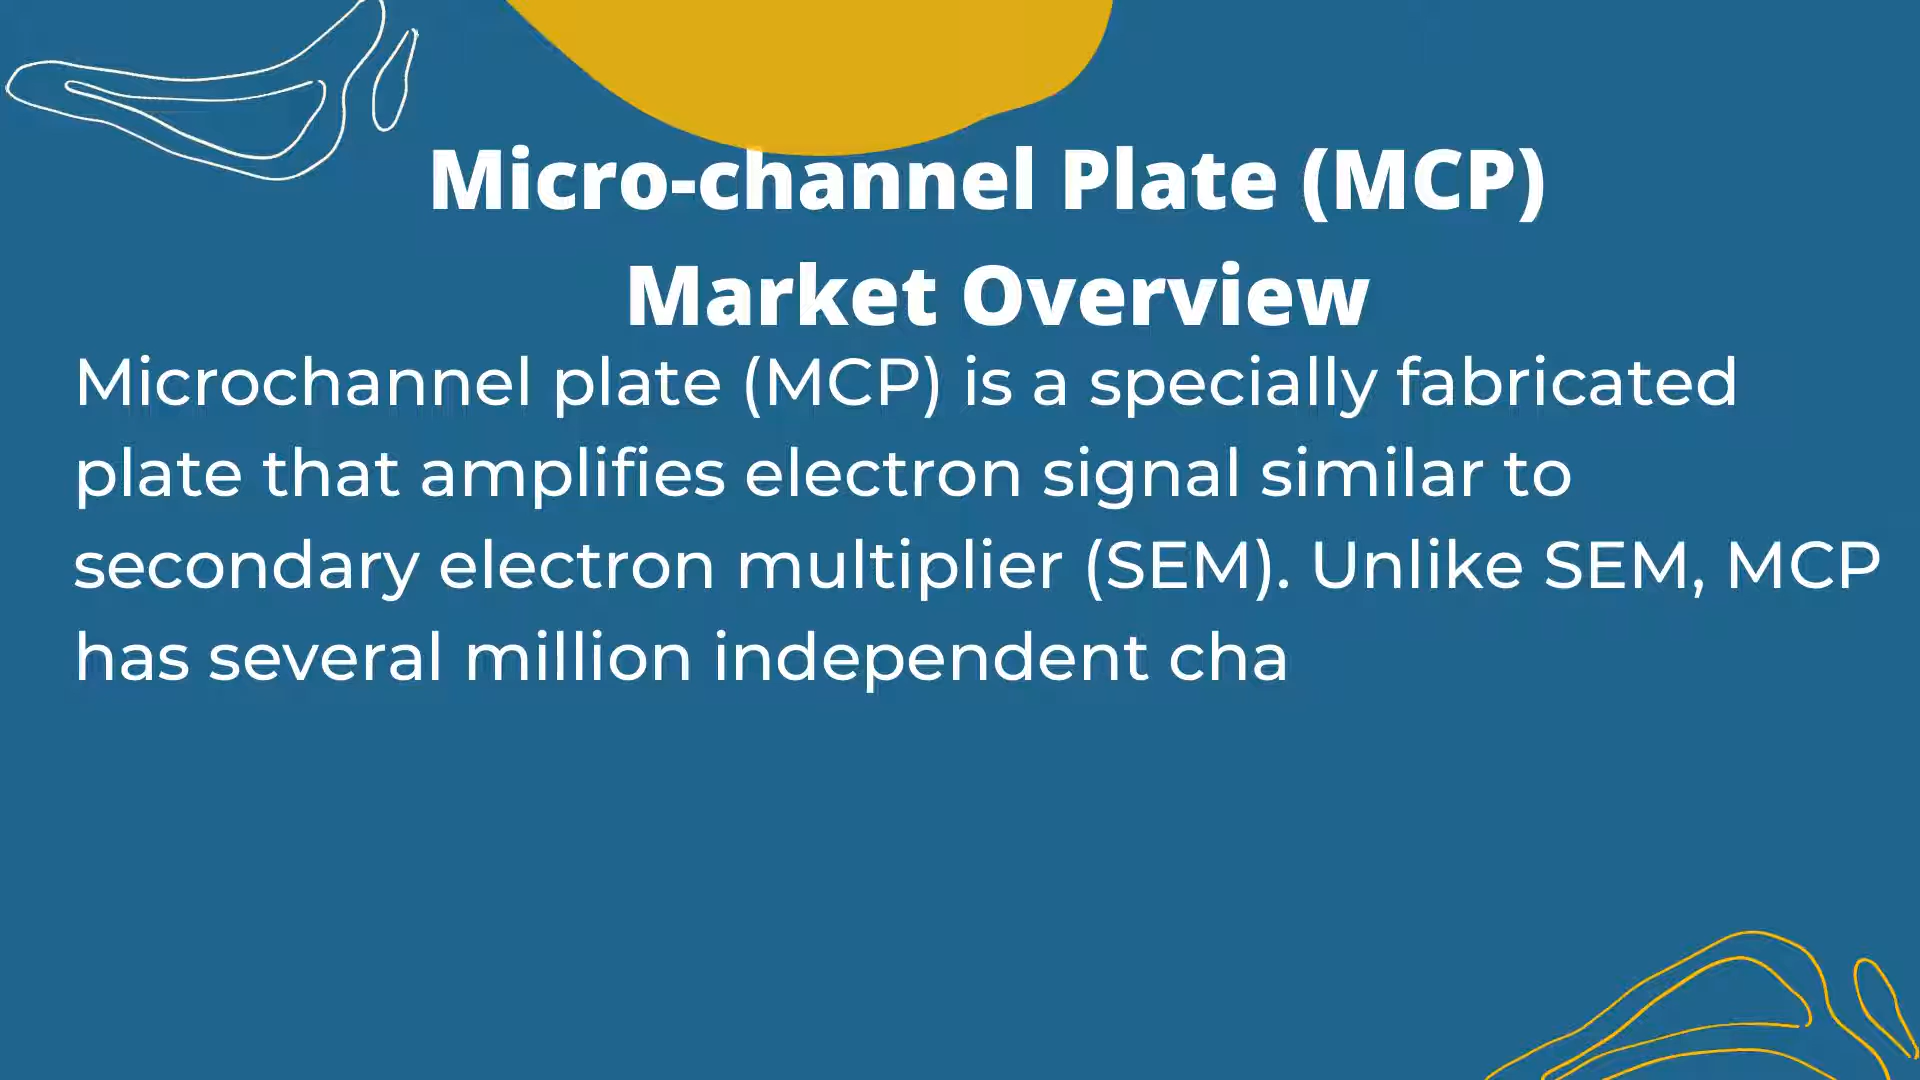 Micro-channel Plate (MCP)
Market Overview
Microchannel plate (MCP) is a specially fabricated
plate that amplifies electron signal similar to
secondary electron multiplier (SEM). Unlike SEM, MCP
has several million independent cha